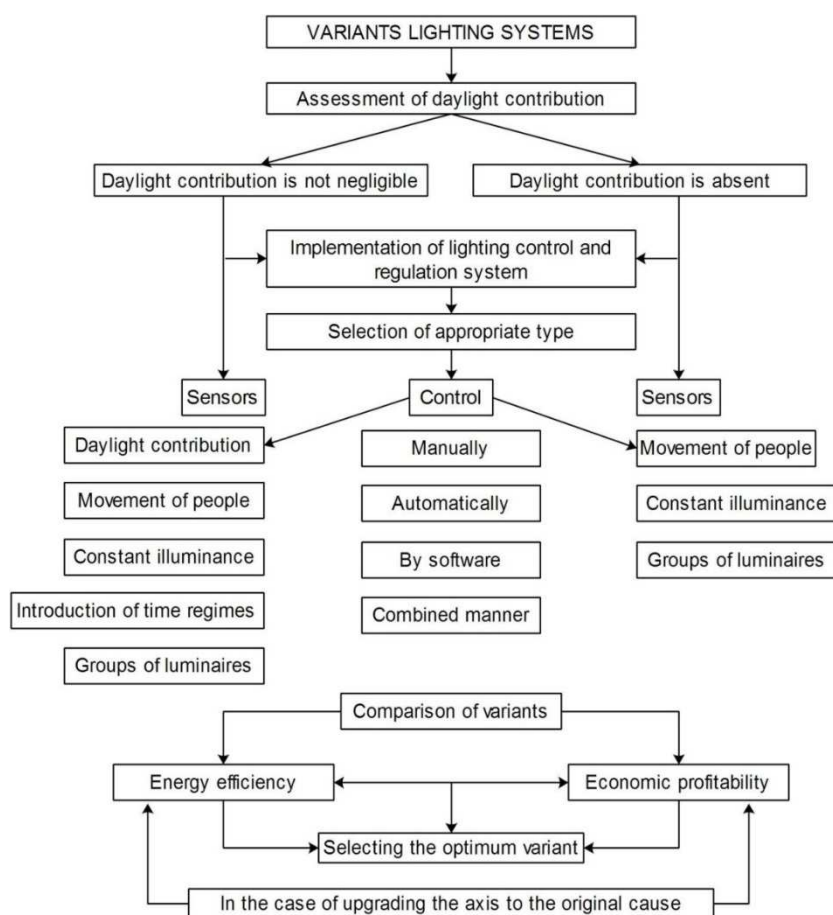 VARIANTS LIGHTING SYSTEMS
Assessment of daylight contribution
Daylight contribution is not negligible
Daylight contribution is absent
Implementation of lighting control and
regulation system
Selection of appropriate type
Sensors
Control
Sensors
Daylight contribution
Manually
Movement of people
Movement of people
Automatically
Constant illuminance
Constant illuminance
By software
Groups of luminaires
Introduction of time regimes
Combined manner
Groups of luminaires
Comparison of variants
Energy efficiency
Economic profitability
Selecting the optimum variant
In the case of upgrading the axis to the original cause